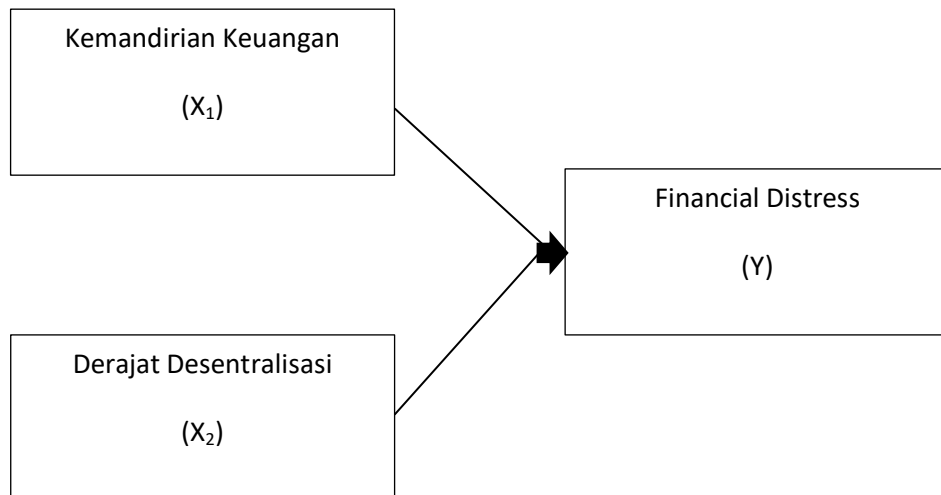 Kemandirian Keuangan
(X₁)
Financial Distress
(Y)
Derajat Desentralisasi
(X₂)